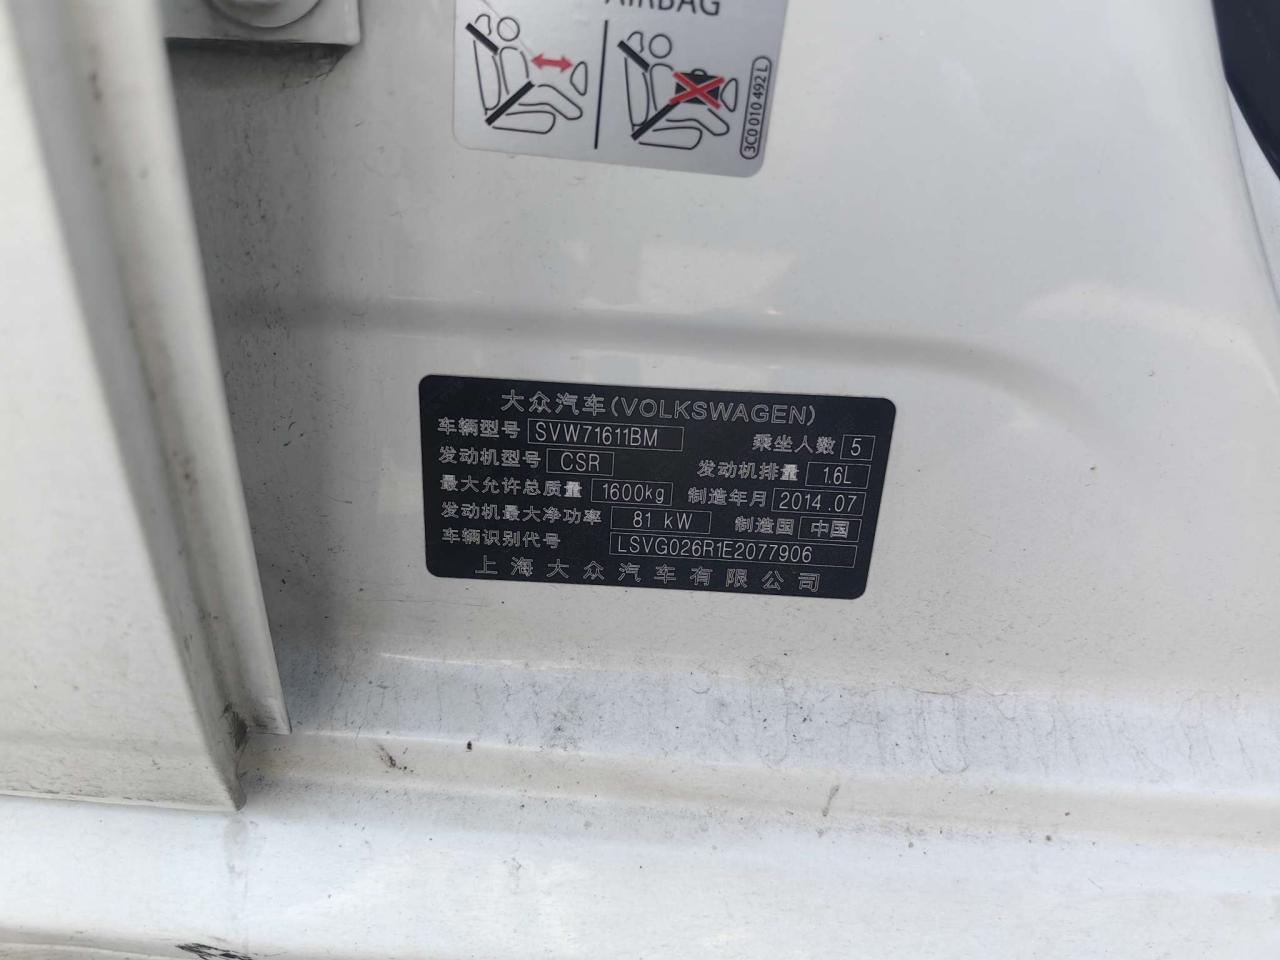 AIRBAG
3C0 010 492 L
大众汽车(VOLKSWAGEN)
车辆型号 SVW71611BM 乘坐人数 5
发动机型号 CSR 发动机排量 1.6L
最大允许总质量 1600kg 制造年月 2014.07
发动机最大净功率 81 kW 制造国 中国
车辆识别代号 LSVG026R1E2077906
上海大众汽车有限公司